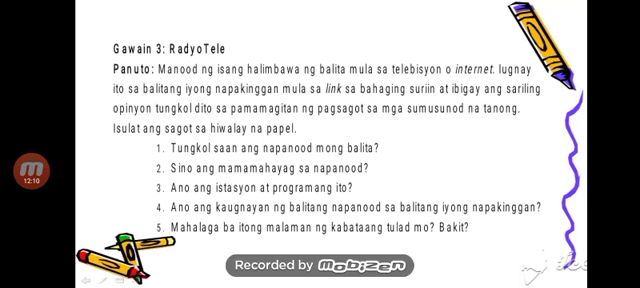 Gawain 3: RadyoTele
Panuto: Manood ng isang halimbawa ng balita mula sa telebisyon o internet. Iugnay
ito sa balitang iyong napakinggan mula sa link sa bahaging suriin at ibigay ang sariling
opinyon tungkol dito sa pamamagitan ng pagsagot sa mga sumusunod na tanong.
Isulat ang sagot sa hiwalay na papel.
1. Tungkol saan ang napanood mong balita?
2. Sino ang mamamahayag sa napanood?
3. Ano ang istasyon at programang ito?
4. Ano ang kaugnayan ng balitang napanood sa balitang iyong napakinggan?
5. Mahalaga ba itong malaman ng kabataang tulad mo? Bakit?
12:10
Recorded by mobizen